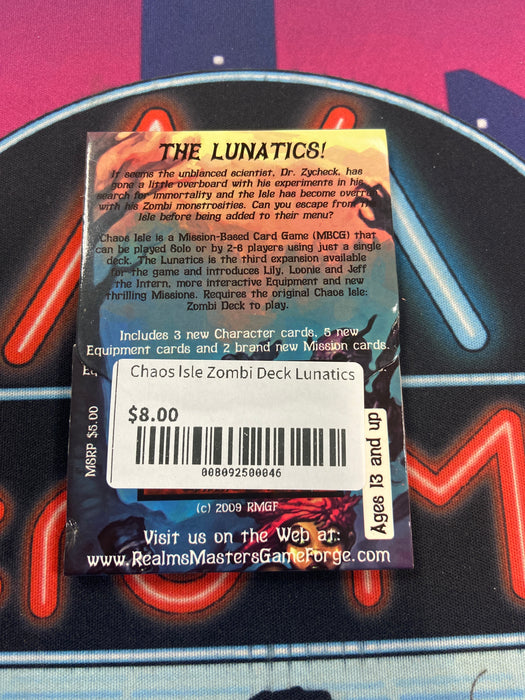 THE LUNATICS!
It seems the unblanced scientist, Dr. Zycheck, has
gone a little overboard with his experiments in his
search for immortality and the Isle has become overrun
with his Zombi monstrosities. Can you escape from the
Isle before being added to their menu?
Chaos Isle is a Mission-Based Card Game (MBCG) that
can be played Solo or by 2-6 players using just a single
deck. The Lunatics is the third expansion available
for the game and introduces Lily, Loonie and Jeff
the Intern, more interactive Equipment and new
thrilling Missions. Requires the original Chaos Isle:
Zombi Deck to play.
Includes 3 new Character cards, 5 new
Equipment cards and 2 brand new Mission cards.
Chaos Isle Zombi Deck Lunatics
$8.00
008092500046
MSRP $6.00
Ages 13 and up
(c) 2009 RMGF
Visit us on the Web at:
www.RealmsMastersGameForge.com